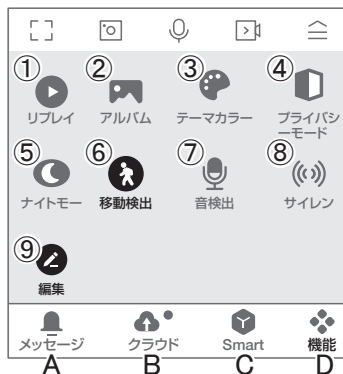 ① ② ③ ④
リプレイ アルバム テーマカラー プライバシ
ーモード
⑤ ⑥ ⑦ ⑧
ナイトモー 移動検出 音検出 サイレン
⑨
編集
メッセージ クラウド Smart 機能
A B C D